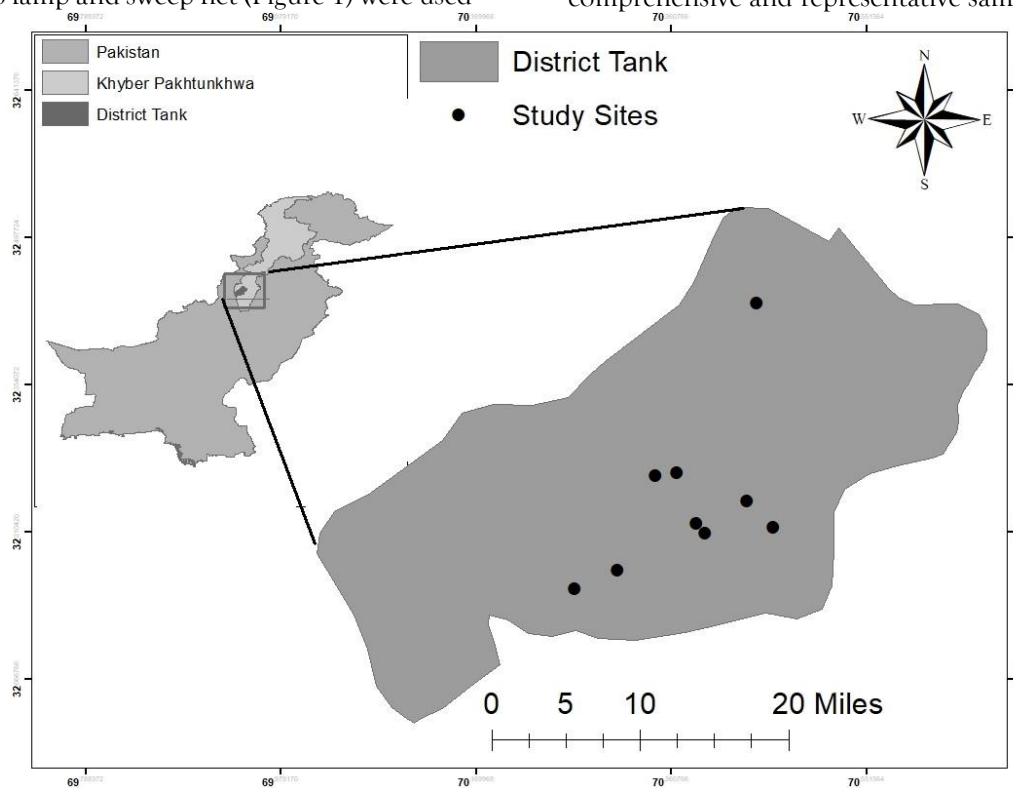 lamp and sweep net (Figure 1) were used
comprehensive and representative sam
69 69 70 70 70
Pakistan
Khyber Pakhtunkhwa
District Tank
District Tank
Study Sites
N
W E
S
32
32
32
32
32
0 5 10 20 Miles
69 69 70 70 70